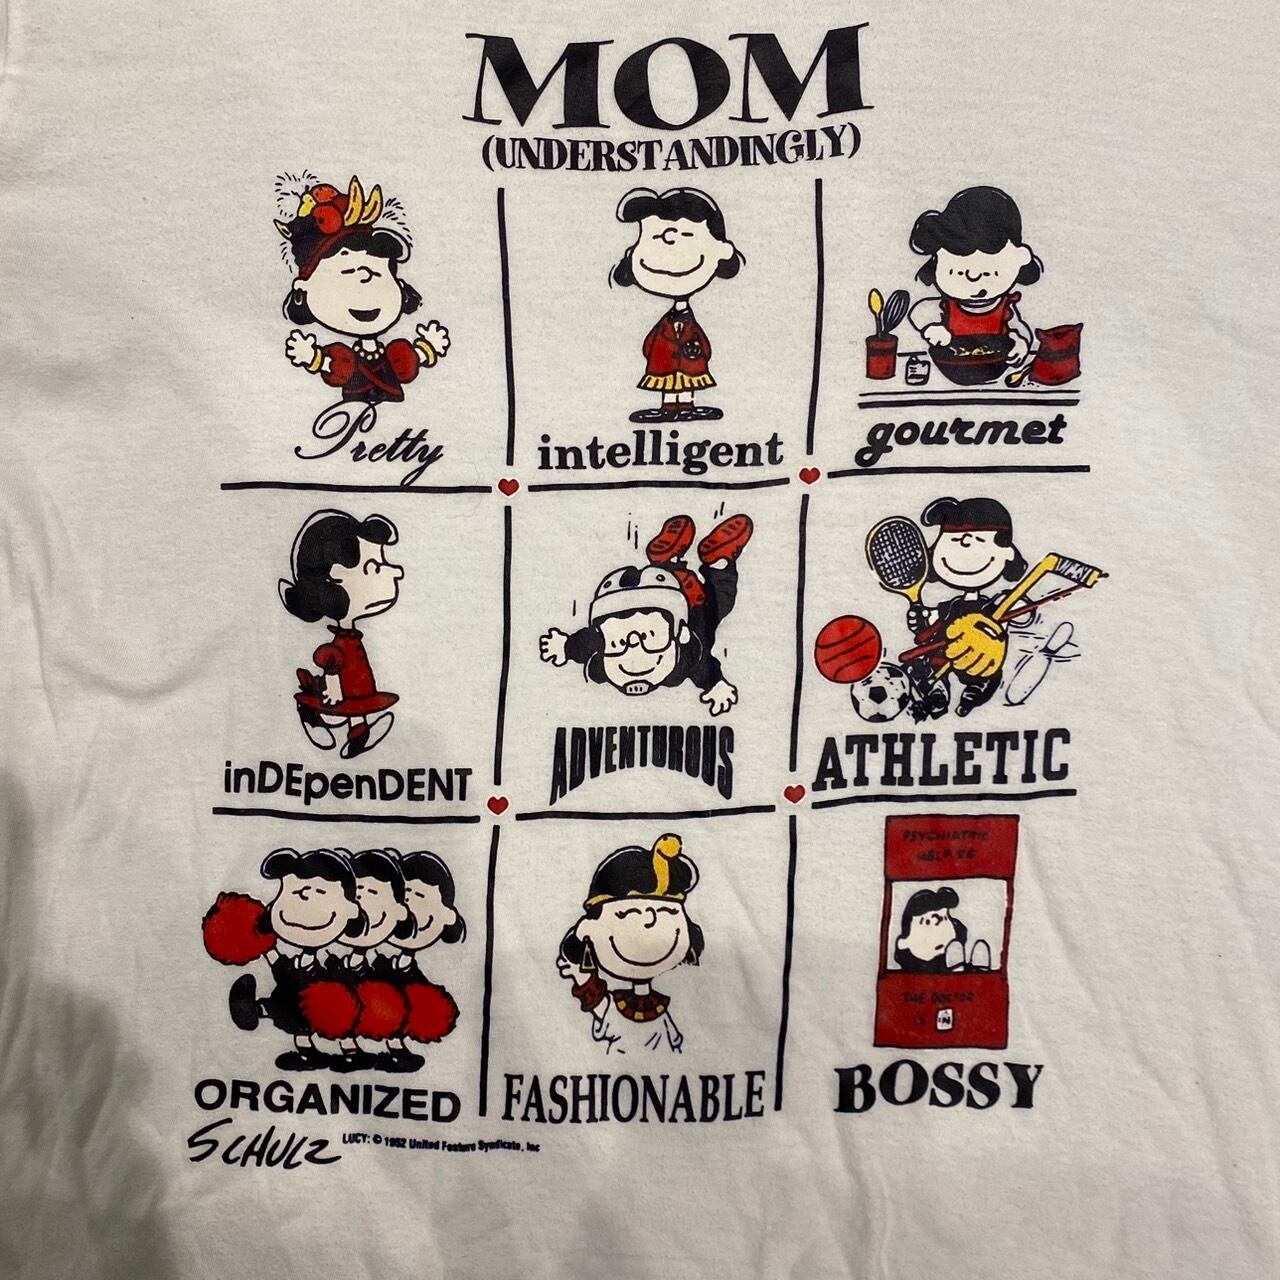 MOM
(UNDERSTANDINGLY)
Pretty
intelligent
gourmet
inDEpenDENT
ADVENTUROUS
ATHLETIC
PSYCHIATRIC
HELP 5¢
THE DOCTOR
IS IN
ORGANIZED
FASHIONABLE
BOSSY
SCHULZ
LUCY: © 1952 United Feature Syndicate, Inc